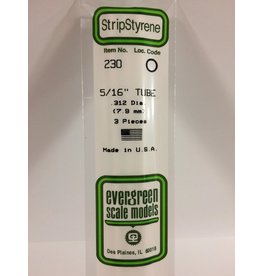 StripStyrene
Item No. Loc. Code
230
5/16" TUBE
.312 Dia
(7.9 mm)
3 Pieces
Made in U.S.A.
evergreen
scale models
Des Plaines, IL 60018